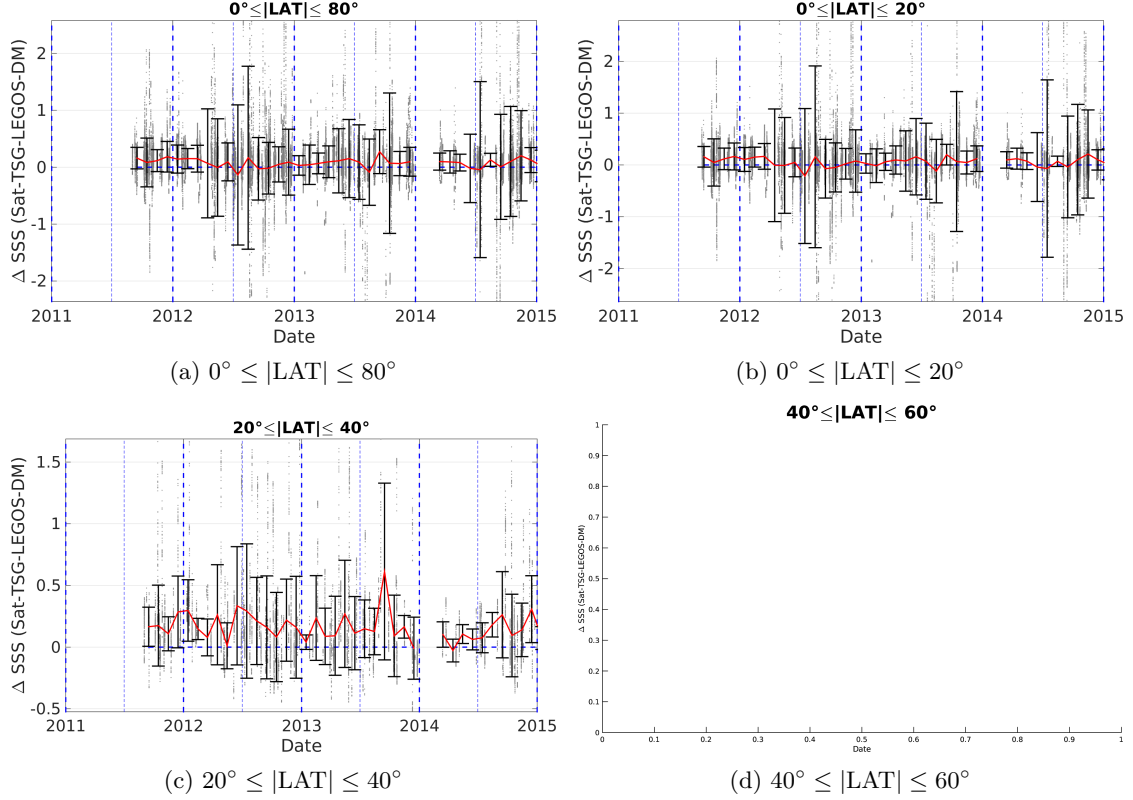 0°≤|LAT|≤ 80°
Δ SSS (Sat-TSG-LEGOS-DM)
2
1
0
-1
-2
2011 2012 2013 2014 2015
Date
(a) 0° ≤ |LAT| ≤ 80°
0°≤|LAT|≤ 20°
Δ SSS (Sat-TSG-LEGOS-DM)
2
1
0
-1
-2
2011 2012 2013 2014 2015
Date
(b) 0° ≤ |LAT| ≤ 20°
20°≤|LAT|≤ 40°
Δ SSS (Sat-TSG-LEGOS-DM)
1.5
1
0.5
0
-0.5
2011 2012 2013 2014 2015
Date
(c) 20° ≤ |LAT| ≤ 40°
40°≤|LAT|≤ 60°
Δ SSS (Sat-TSG-LEGOS-DM)
1
0.9
0.8
0.7
0.6
0.5
0.4
0.3
0.2
0.1
0
0 0.1 0.2 0.3 0.4 0.5 0.6 0.7 0.8 0.9 1
Date
(d) 40° ≤ |LAT| ≤ 60°